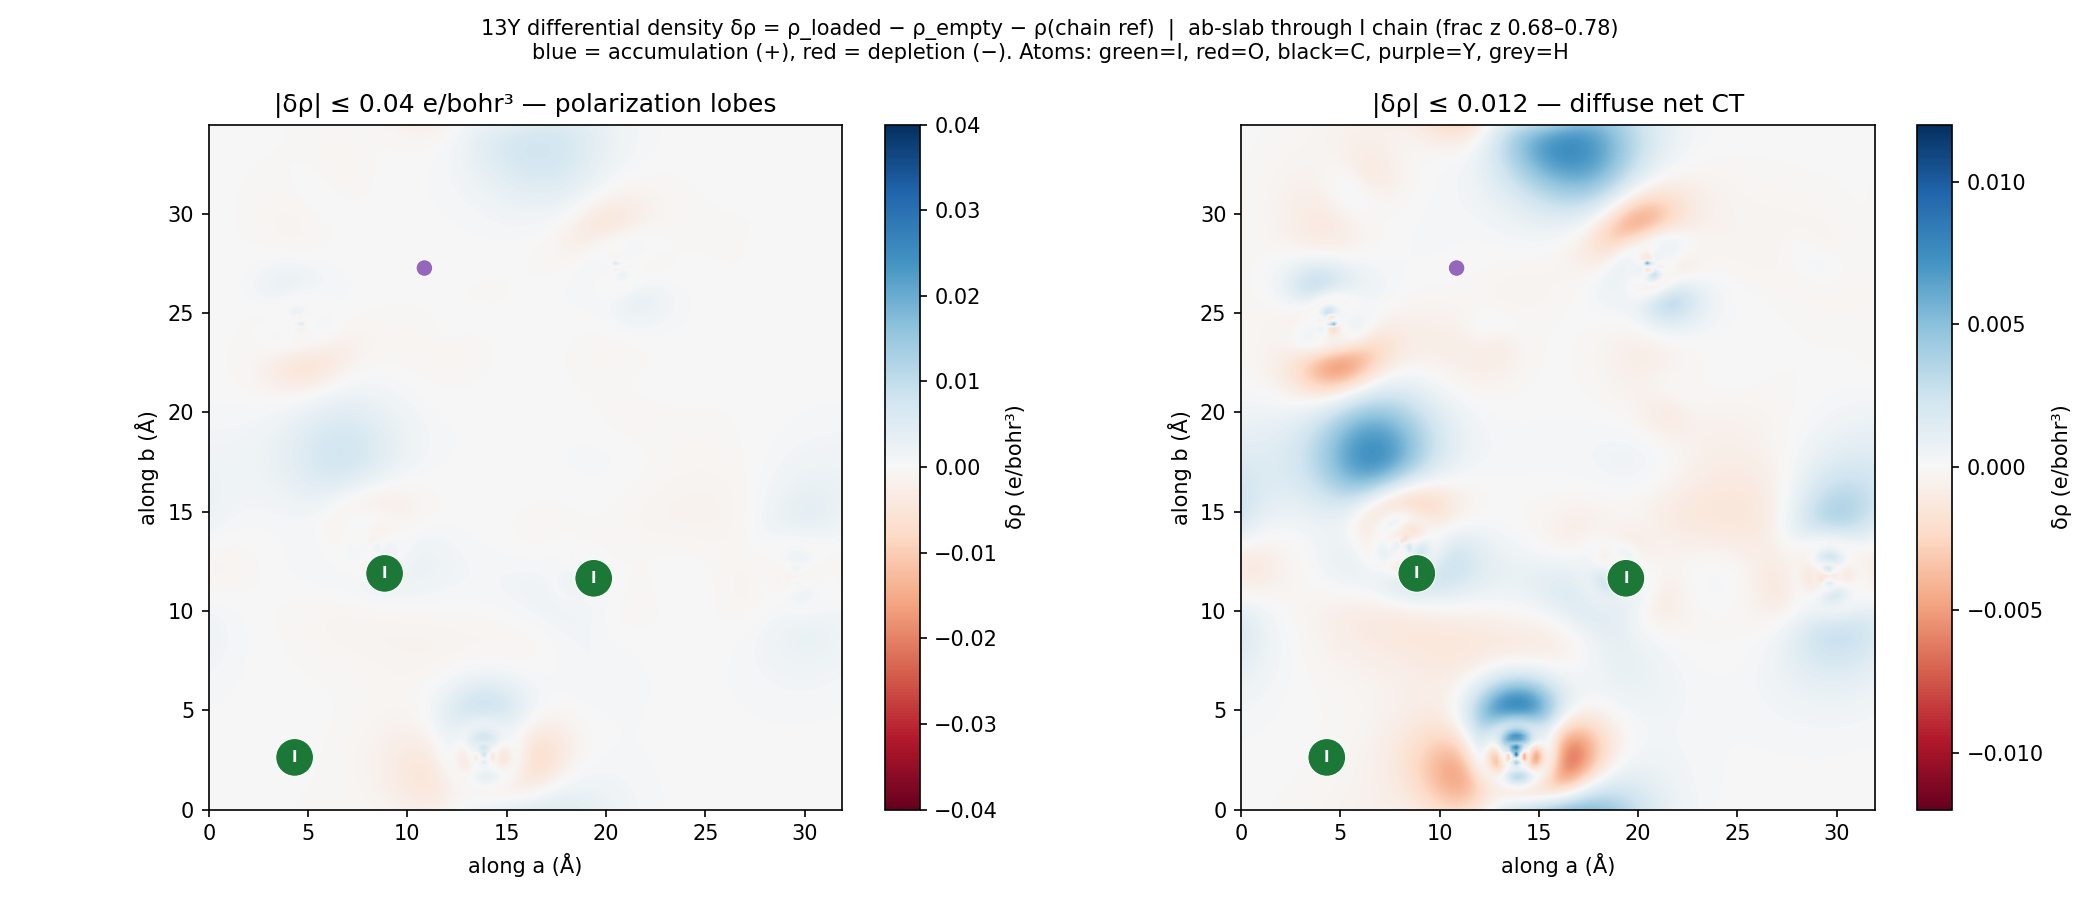 13Y differential density δρ = ρ_loaded − ρ_empty − ρ(chain ref)  |  ab-slab through I chain (frac z 0.68–0.78)
blue = accumulation (+), red = depletion (−). Atoms: green=I, red=O, black=C, purple=Y, grey=H
|δρ| ≤ 0.04 e/bohr³ — polarization lobes
30
25
20
15
10
5
0
along b (Å)
I
I
I
0 5 10 15 20 25 30
along a (Å)
0.04
0.03
0.02
0.01
0.00
−0.01
−0.02
−0.03
−0.04
δρ (e/bohr³)
|δρ| ≤ 0.012 — diffuse net CT
30
25
20
15
10
5
0
along b (Å)
I
I
I
0 5 10 15 20 25 30
along a (Å)
0.010
0.005
0.000
−0.005
−0.010
δρ (e/bohr³)